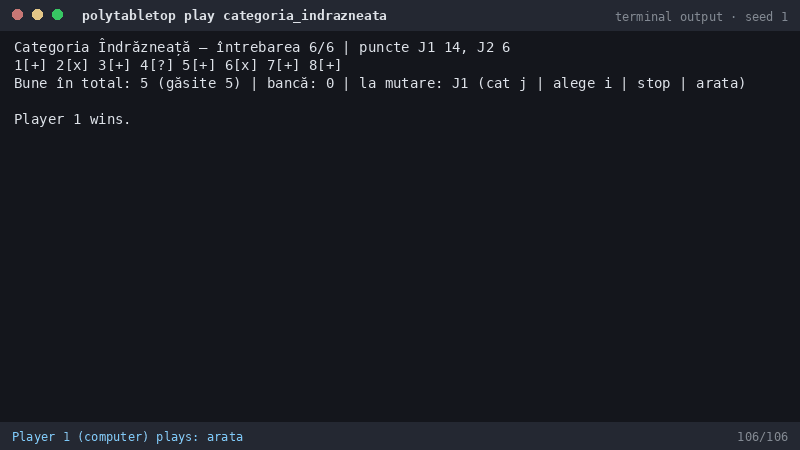 polytabletop play categoria_indrazneata
terminal output · seed 1
Categoria Îndrăzneață — întrebarea 6/6 | puncte J1 14, J2 6
1[+] 2[x] 3[+] 4[?] 5[+] 6[x] 7[+] 8[+]
Bune în total: 5 (găsite 5) | bancă: 0 | la mutare: J1 (cat j | alege i | stop | arata)
Player 1 wins.
Player 1 (computer) plays: arata
106/106